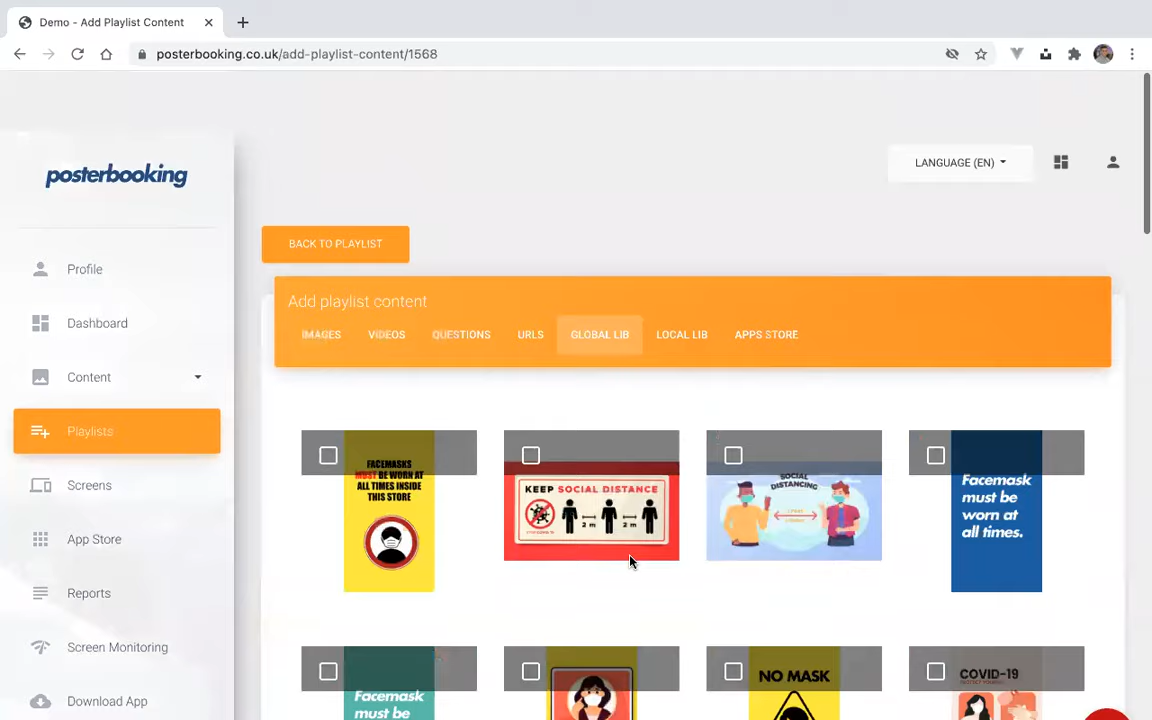 Demo - Add Playlist Content
posterbooking.co.uk/add-playlist-content/1568
posterbooking
LANGUAGE (EN)
BACK TO PLAYLIST
Profile
Add playlist content
Dashboard
IMAGES VIDEOS QUESTIONS URLS GLOBAL LIB LOCAL LIB APPS STORE
Content
Playlists
Screens
App Store
Reports
Screen Monitoring
Download App
FACEMASKS
MUST BE WORN AT
ALL TIMES INSIDE
THIS STORE
KEEP SOCIAL DISTANCE
2 m 2 m
SOCIAL
DISTANCING
Facemask
must be
worn at
all times.
Facemask
must be
NO MASK
COVID-19